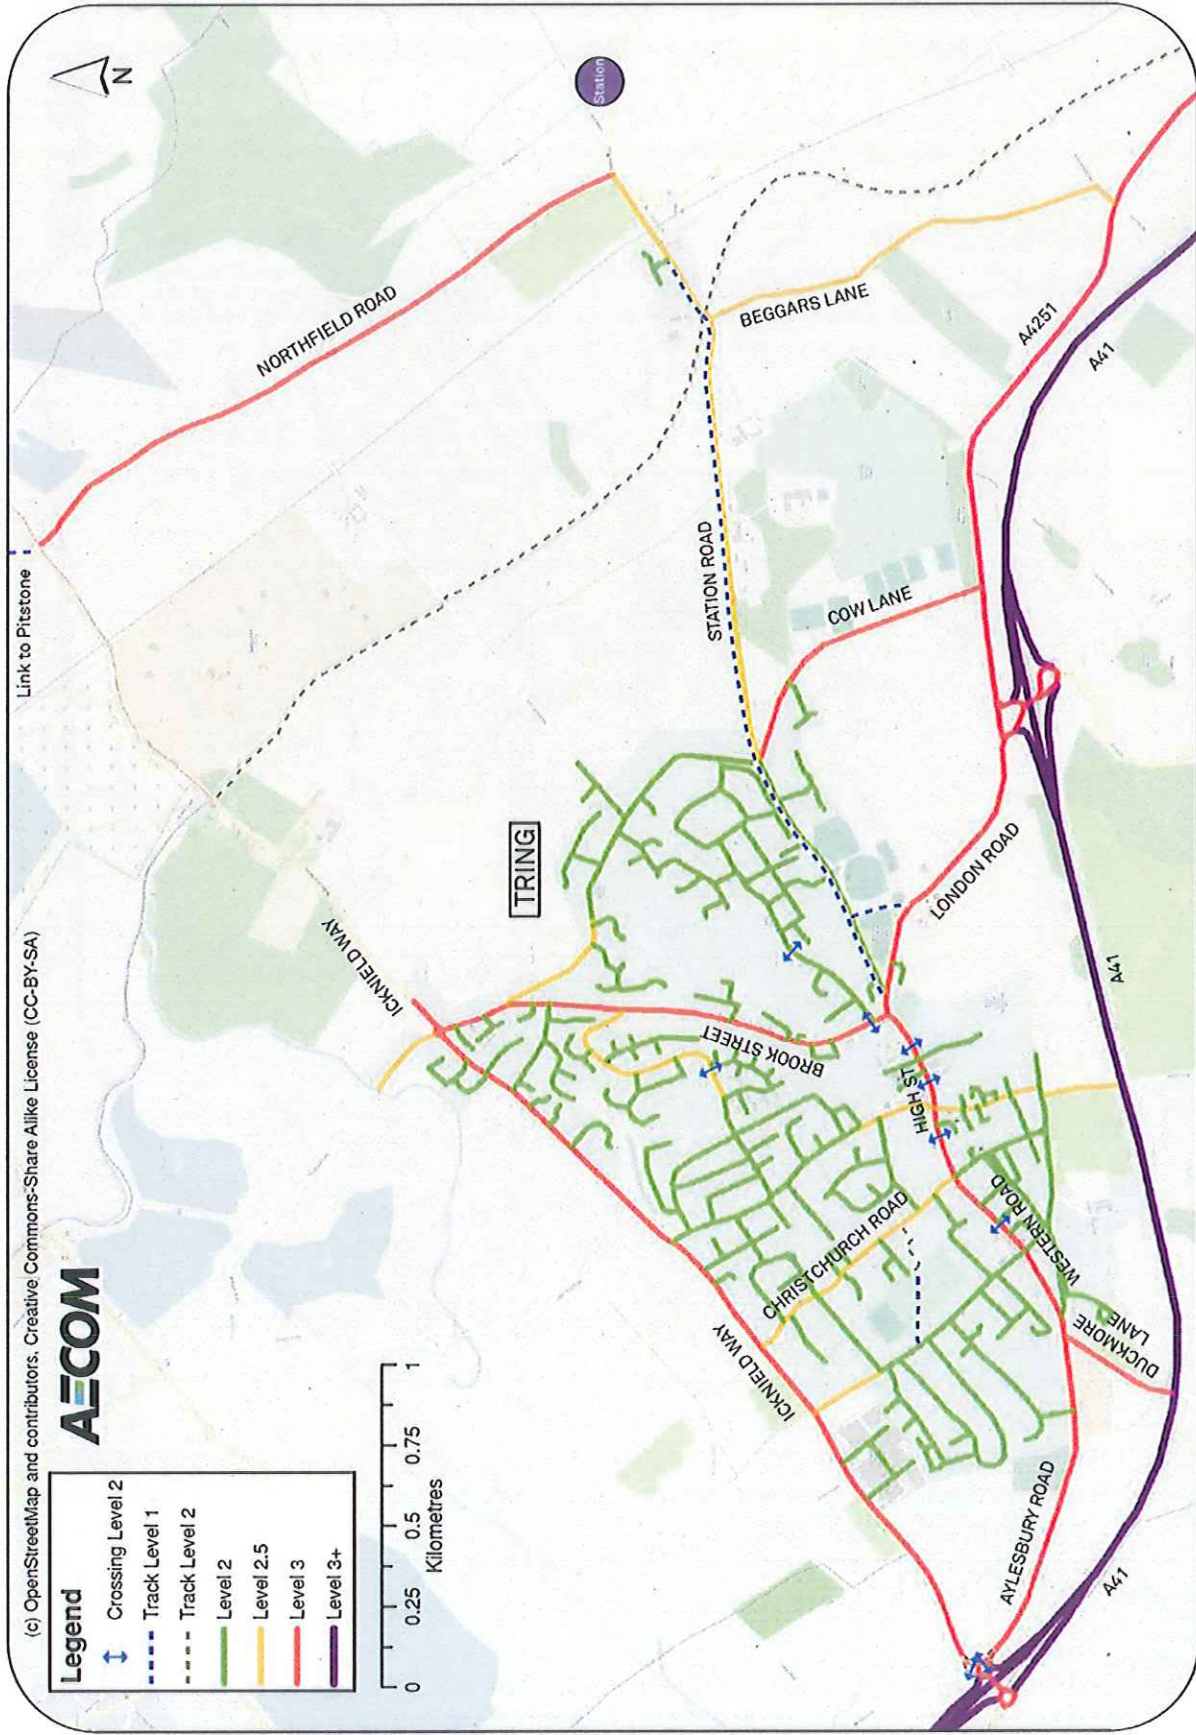 (c) OpenStreetMap and contributors. Creative Commons-Share Alike License (CC-BY-SA)
Legend
Crossing Level 2
Track Level 1
Track Level 2
Level 2
Level 2.5
Level 3
Level 3+
AECOM
0 0.25 0.5 0.75 1
Kilometres
Link to Pitstone
N
Station
NORTHFIELD ROAD
ICKNIELD WAY
TRING
STATION ROAD
BEGGARS LANE
COW LANE
A4251
A41
BROOK STREET
LONDON ROAD
HIGH ST
CHRISTCHURCH ROAD
ICKNIELD WAY
WESTERN ROAD
A41
DUCKMORE
LANE
AYLESBURY ROAD
A41